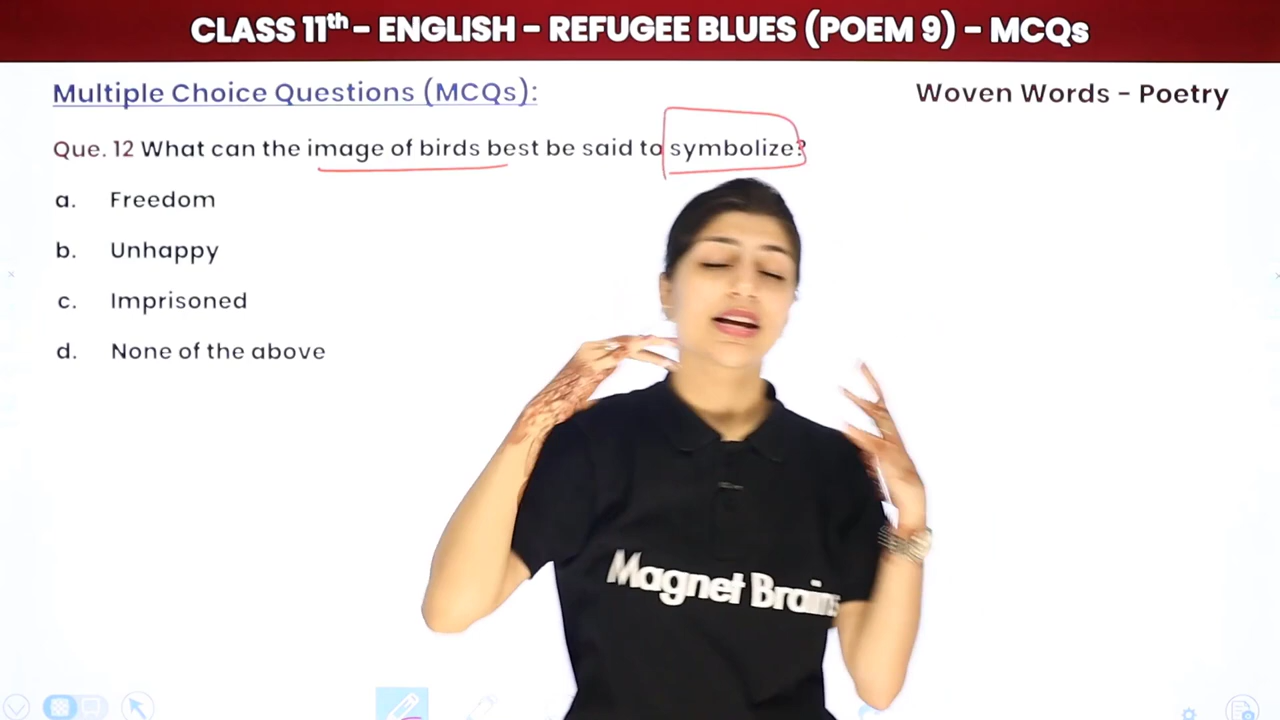 CLASS 11th - ENGLISH - REFUGEE BLUES (POEM 9) - MCQs
Multiple Choice Questions (MCQs):
Woven Words - Poetry
Que. 12 What can the image of birds best be said to symbolize?
a. Freedom
b. Unhappy
c. Imprisoned
d. None of the above
Magnet Brains